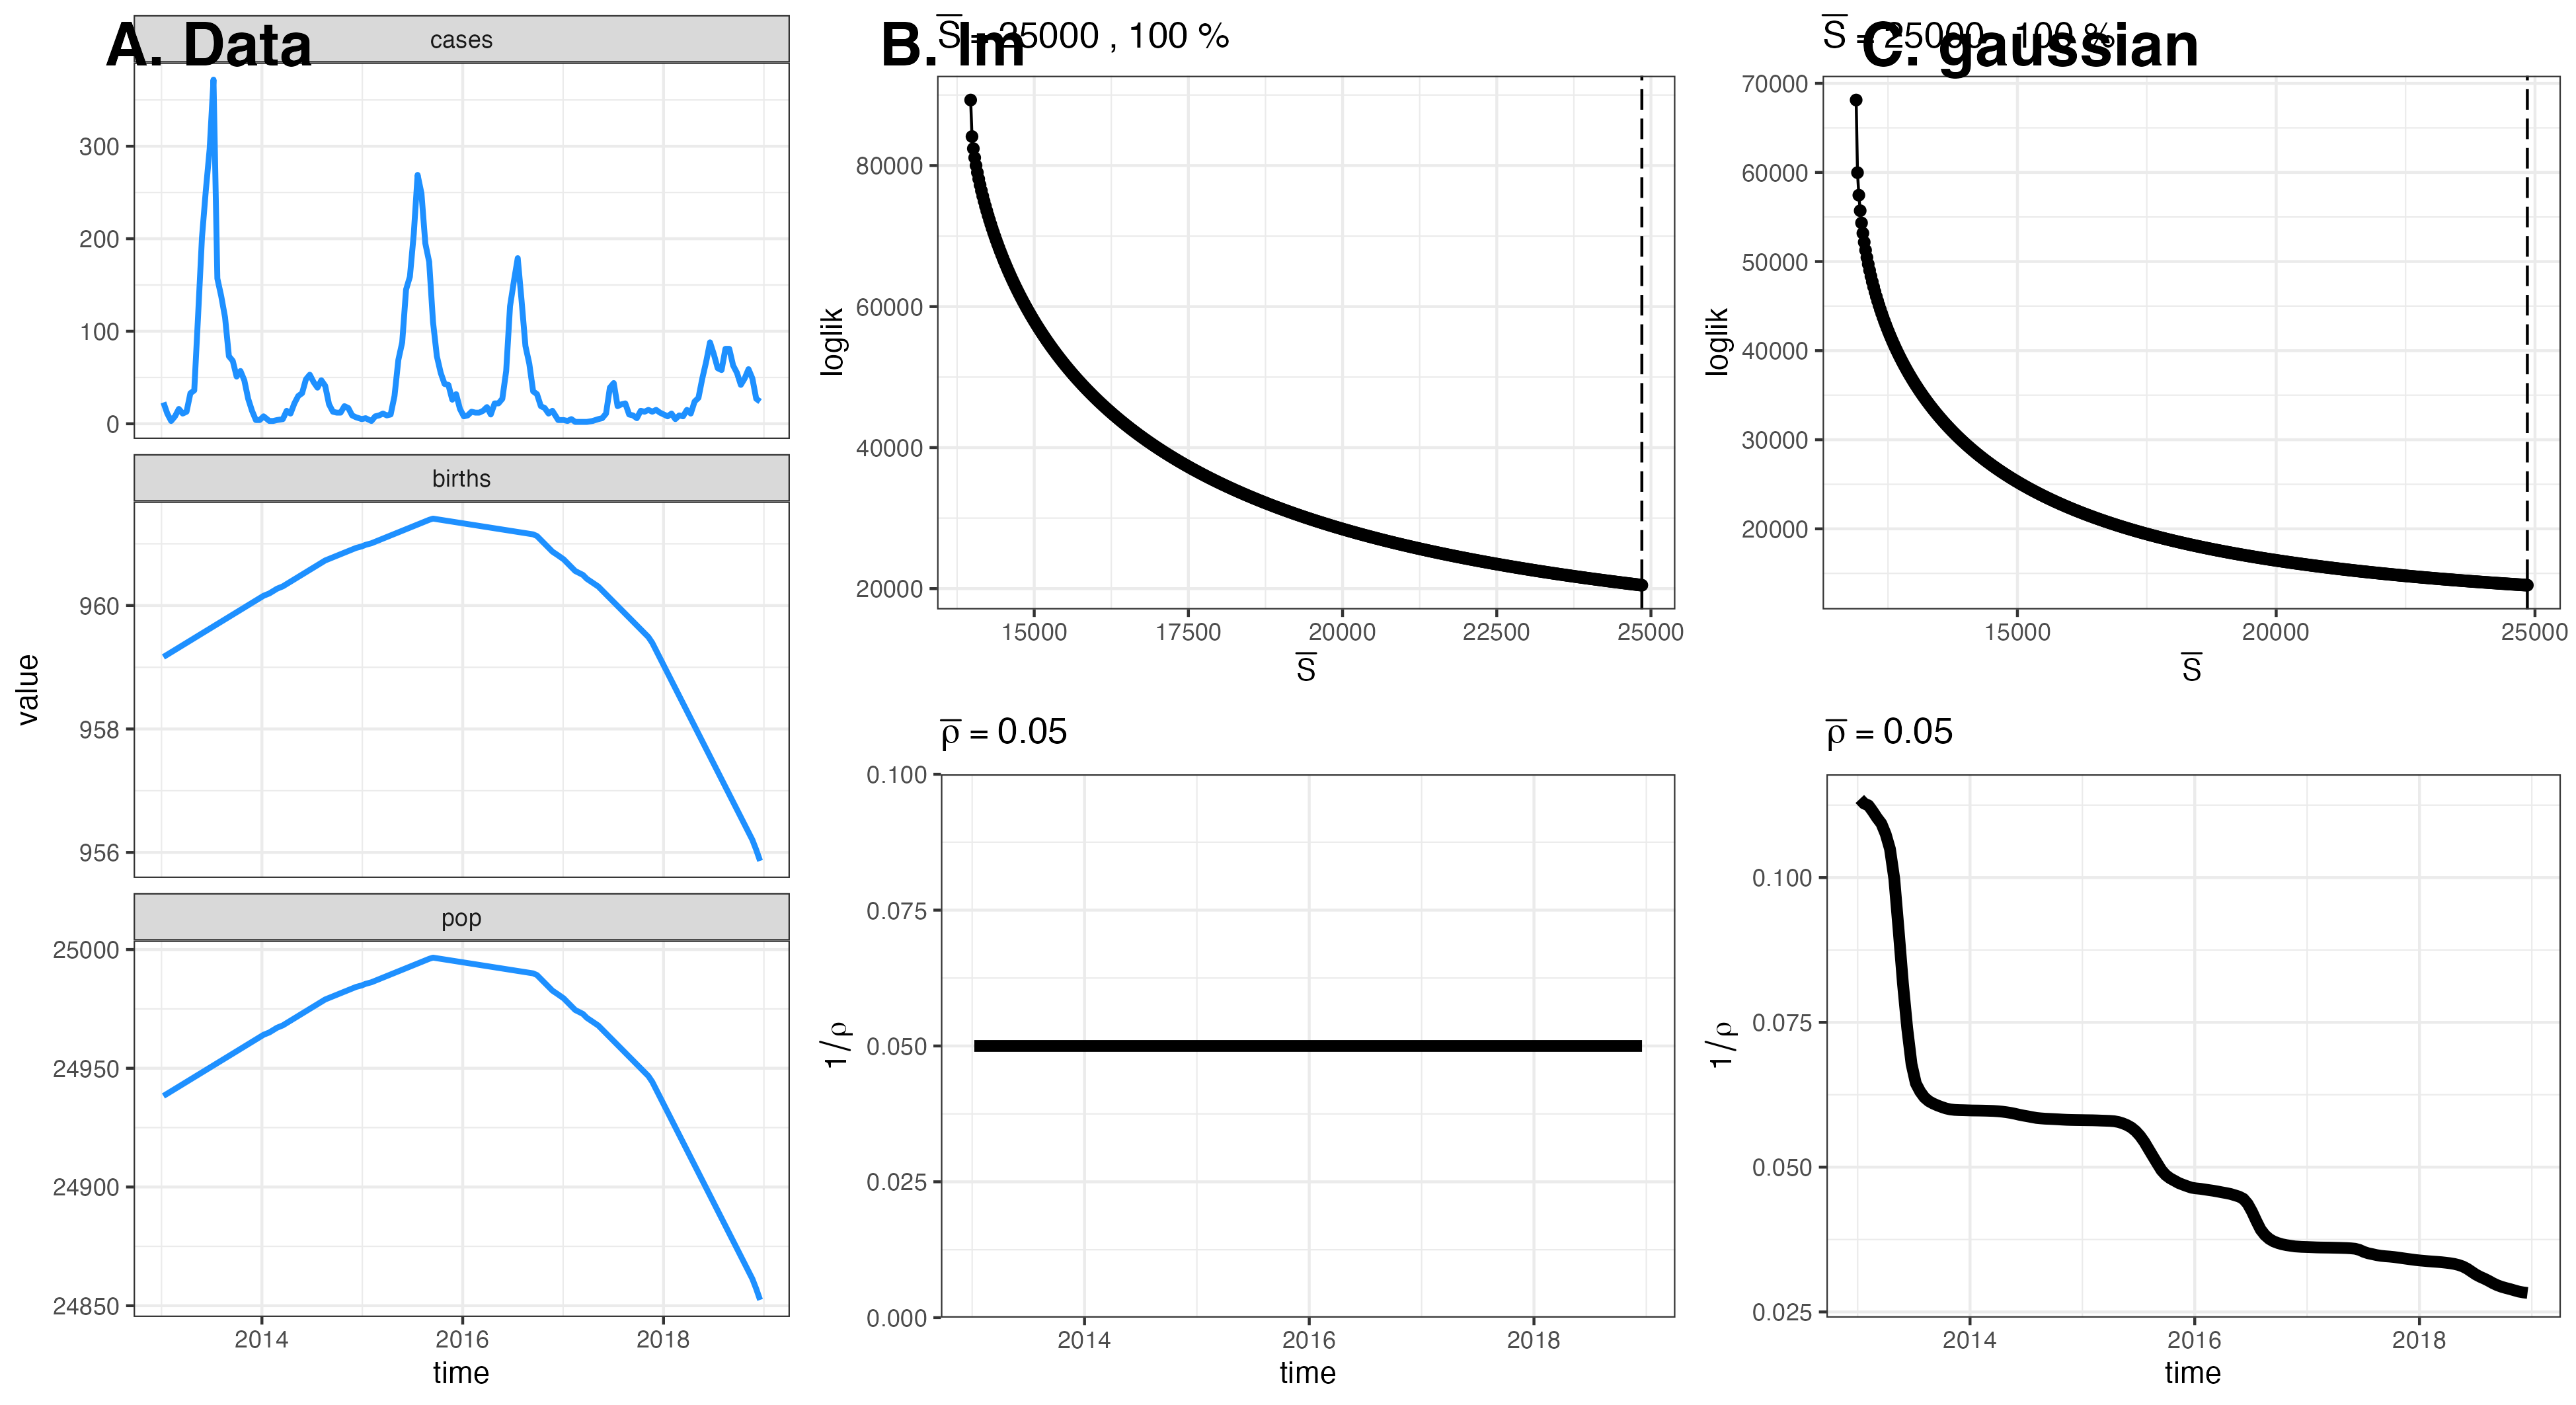 A. Data
cases
300
200
100
0
births
960
958
956
pop
25000
24950
24900
24850
2014 2016 2018
time
value
B. lm
S̅ = 25000 , 100 %
80000
60000
40000
20000
loglik
15000 17500 20000 22500 25000
S̅
ρ̅ = 0.05
0.100
0.075
0.050
0.025
0.000
1/ρ
2014 2016 2018
time
C. gaussian
S̅ = 25000 , 100 %
70000
60000
50000
40000
30000
20000
loglik
15000 20000 25000
S̅
ρ̅ = 0.05
0.100
0.075
0.050
0.025
1/ρ
2014 2016 2018
time